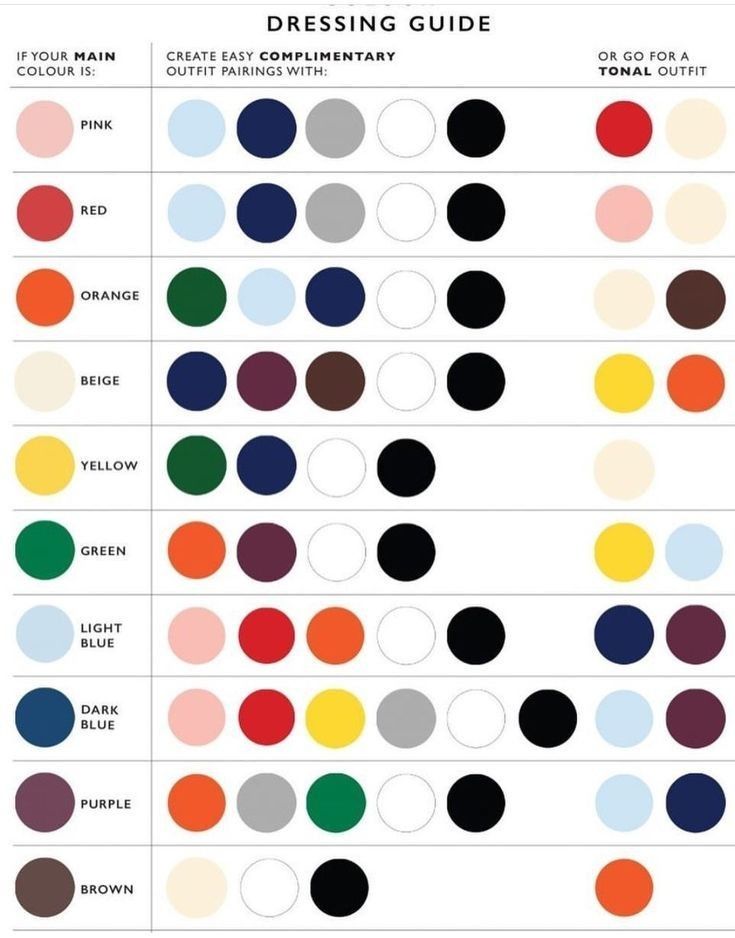 DRESSING GUIDE
IF YOUR MAIN
COLOUR IS:
CREATE EASY COMPLIMENTARY
OUTFIT PAIRINGS WITH:
OR GO FOR A
TONAL OUTFIT
PINK
RED
ORANGE
BEIGE
YELLOW
GREEN
LIGHT
BLUE
DARK
BLUE
PURPLE
BROWN